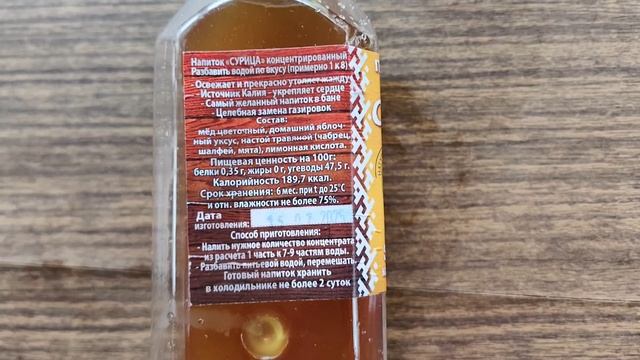 Напиток «СУРИЦА» концентрированный
Разбавить водой по вкусу (примерно 1 к 8)
Освежает и прекрасно утоляет жажду
- Источник Калия - укрепляет сердце
- Самый желанный напиток в бане
- Целебная замена газировок
Состав:
мёд цветочный, домашний яблоч-
ный уксус, настой травяной (чабрец,
шалфей, мята), лимонная кислота.
Пищевая ценность на 100г:
белки 0,35 г, жиры 0 г, угеводы 47,5 г.
Калорийность 189,7 ккал.
Срок хранения: 6 мес. при t до 25°С
и отн. влажности не более 75%.
Дата
изготовления:
Способ приготовления:
- Налить нужное количество концентрата
из расчета 1 часть к 7-9 частям воды.
- Разбавить питьевой водой, перемешать.
Готовый напиток хранить
в холодильнике не более 2 суток